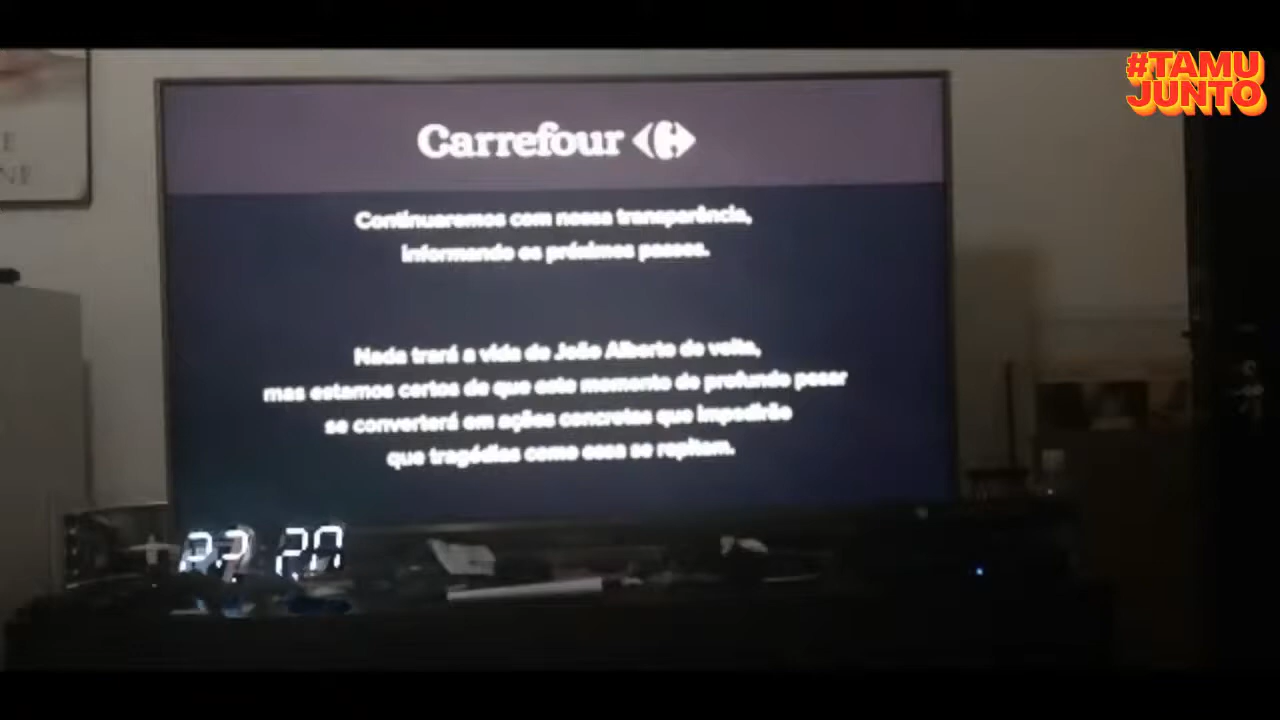 #TAMU
JUNTO
Carrefour
Continuaremos com nossa transparência,
informando os próximos passos.
Nada trará a vida de João Alberto de volta,
mas estamos certos de que este momento de profundo pesar
se converterá em ações concretas que impedirão
que tragédias como essa se repitam.